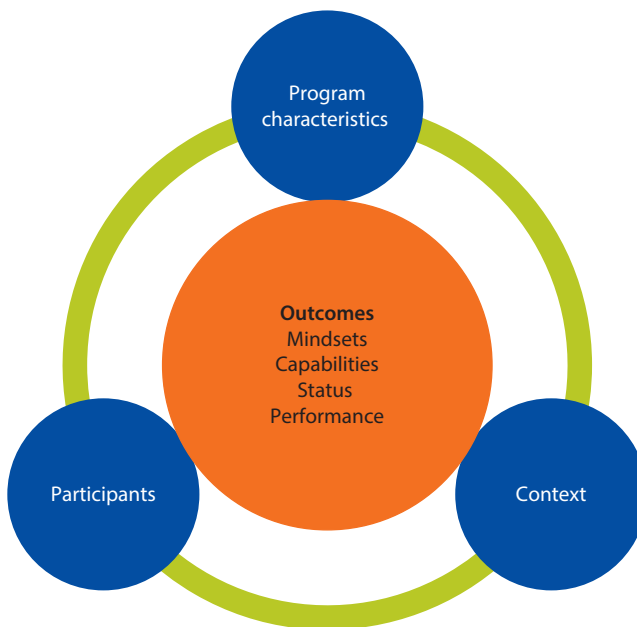 Program
characteristics
Outcomes
Mindsets
Capabilities
Status
Performance
Participants
Context